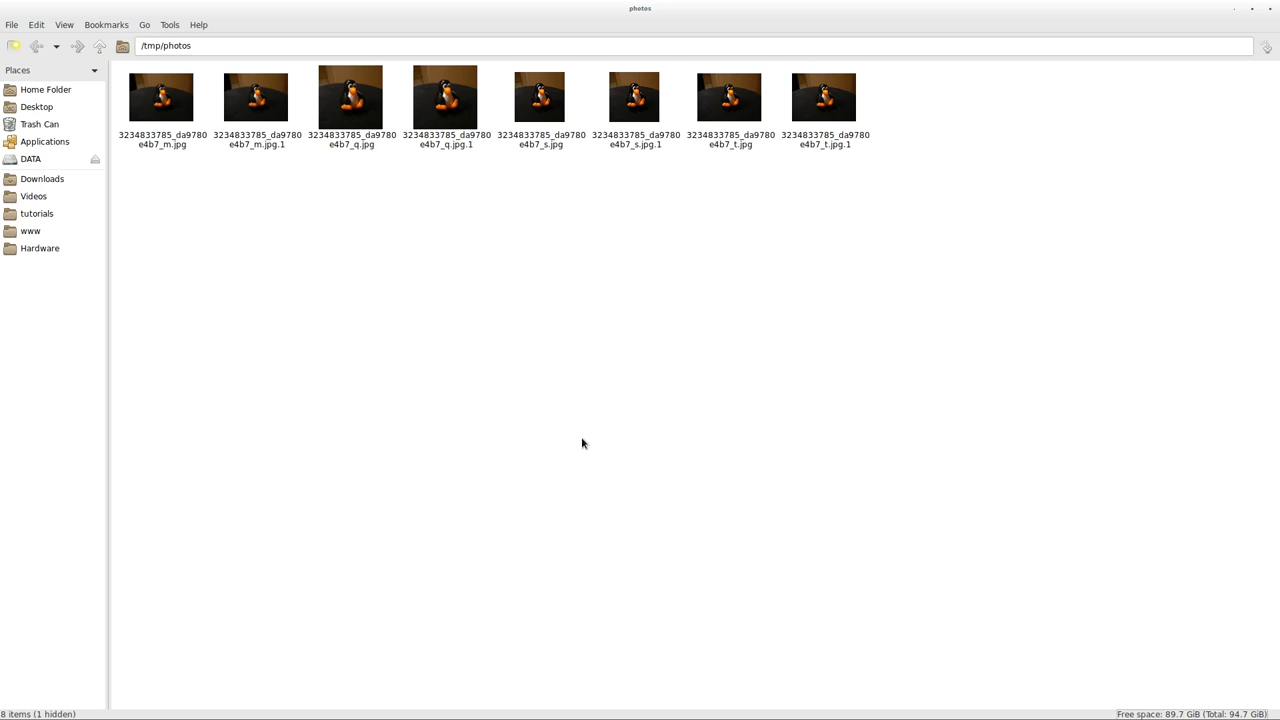 photos
File Edit View Bookmarks Go Tools Help
/tmp/photos
Places
Home Folder
Desktop
Trash Can
Applications
DATA
Downloads
Videos
tutorials
www
Hardware
3234833785_da9780
e4b7_m.jpg
3234833785_da9780
e4b7_m.jpg.1
3234833785_da9780
e4b7_q.jpg
3234833785_da9780
e4b7_q.jpg.1
3234833785_da9780
e4b7_s.jpg
3234833785_da9780
e4b7_s.jpg.1
3234833785_da9780
e4b7_t.jpg
3234833785_da9780
e4b7_t.jpg.1
8 items (1 hidden)
Free space: 89.7 GiB (Total: 94.7 GiB)